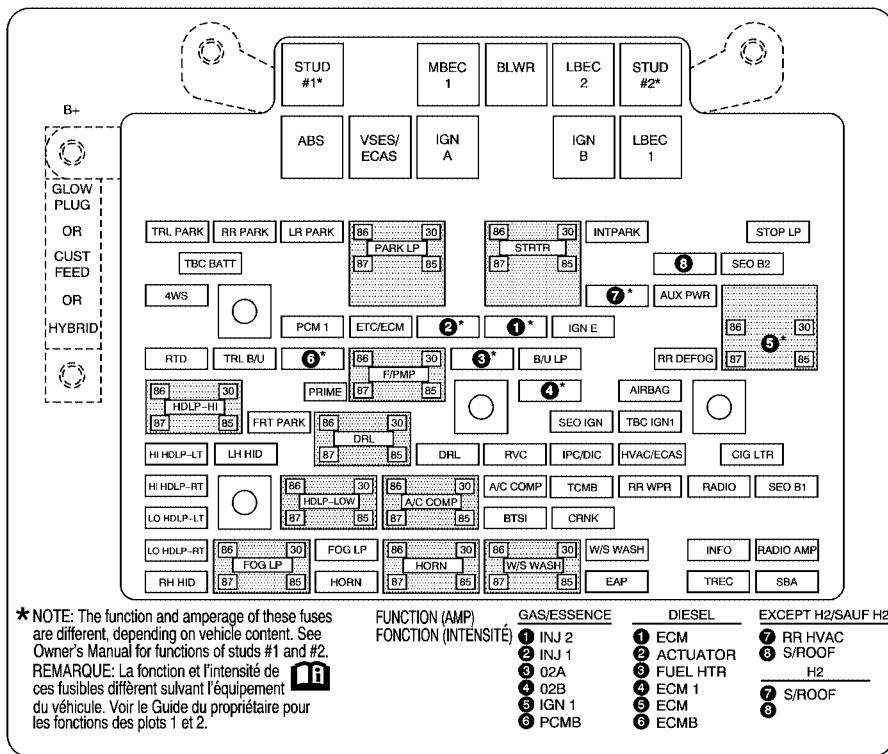 STUD #1*
MBEC 1
BLWR
LBEC 2
STUD #2*
B+
ABS
VSES/ECAS
IGN A
IGN B
LBEC 1
GLOW
PLUG
OR
CUST
FEED
OR
HYBRID
TRL PARK RR PARK LR PARK
86 30
PARK LP
87 85
86 30
STRTR
87 85
INTPARK
STOP LP
TBC BATT
8
SEO B2
4WS
7*
AUX PWR
PCM 1 ETC/ECM
2*
1*
IGN E
86 30
5*
87 85
RTD TRL B/U
6*
86 30
F/PMP
87 85
3*
B/U LP
RR DEFOG
PRIME
4*
AIRBAG
86 30
HDLP-HI
87 85
FRT PARK
86 30
DRL
87 85
SEO IGN TBC IGN1
HI HDLP-LT LH HID
DRL RVC IPC/DIC HVAC/ECAS CIG LTR
HI HDLP-RT
86 30
HDLP-LOW
87 85
86 30
A/C COMP
87 85
A/C COMP TCMB RR WPR RADIO SEO B1
LO HDLP-LT
BTSI CRNK
LO HDLP-RT
86 30
FOG LP
87 85
FOG LP
86 30
HORN
87 85
86 30
W/S WASH
87 85
W/S WASH
INFO RADIO AMP
RH HID
HORN
EAP
TREC SBA
* NOTE: The function and amperage of these fuses
are different, depending on vehicle content. See
Owner's Manual for functions of studs #1 and #2.
REMARQUE: La fonction et l'intensité de
ces fusibles diffèrent sulvant l'équipement
du véhicule. Voir le Guide du propriétaire pour
les fonctions des plots 1 et 2.
FUNCTION (AMP)
FONCTION (INTENSITÉ)
GAS/ESSENCE
1 INJ 2
2 INJ 1
3 02A
4 02B
5 IGN 1
6 PCMB
DIESEL
1 ECM
2 ACTUATOR
3 FUEL HTR
4 ECM 1
5 ECM
6 ECMB
EXCEPT H2/SAUF H2
7 RR HVAC
8 S/ROOF
H2
7 S/ROOF
8